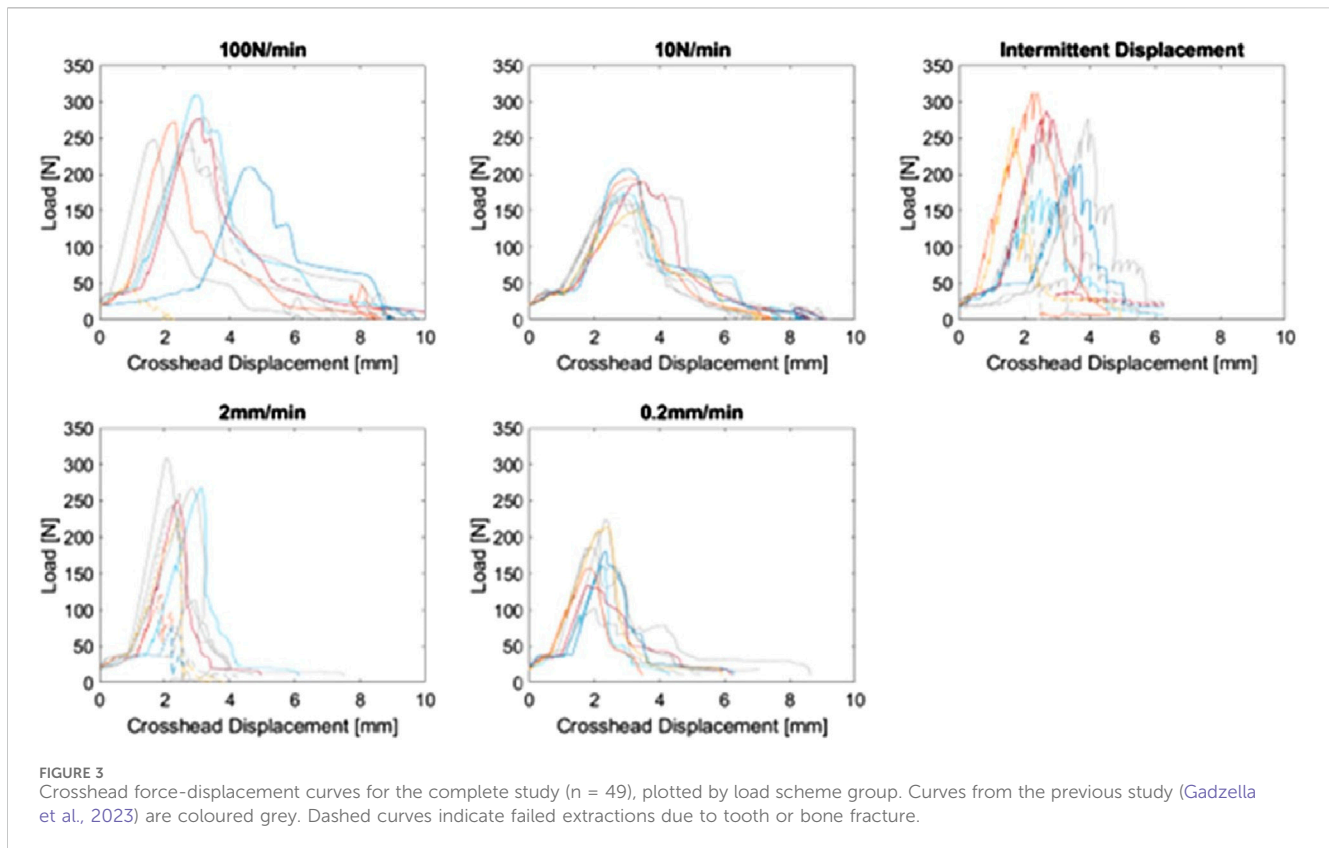 100N/min
350
300
250
200
150
100
50
0
Load [N]
0 2 4 6 8 10
Crosshead Displacement [mm]
10N/min
350
300
250
200
150
100
50
0
Load [N]
0 2 4 6 8 10
Crosshead Displacement [mm]
Intermittent Displacement
350
300
250
200
150
100
50
0
Load [N]
0 2 4 6 8 10
Crosshead Displacement [mm]
2mm/min
350
300
250
200
150
100
50
0
Load [N]
0 2 4 6 8 10
Crosshead Displacement [mm]
0.2mm/min
350
300
250
200
150
100
50
0
Load [N]
0 2 4 6 8 10
Crosshead Displacement [mm]
FIGURE 3
Crosshead force-displacement curves for the complete study (n = 49), plotted by load scheme group. Curves from the previous study (Gadzella
et al., 2023) are coloured grey. Dashed curves indicate failed extractions due to tooth or bone fracture.